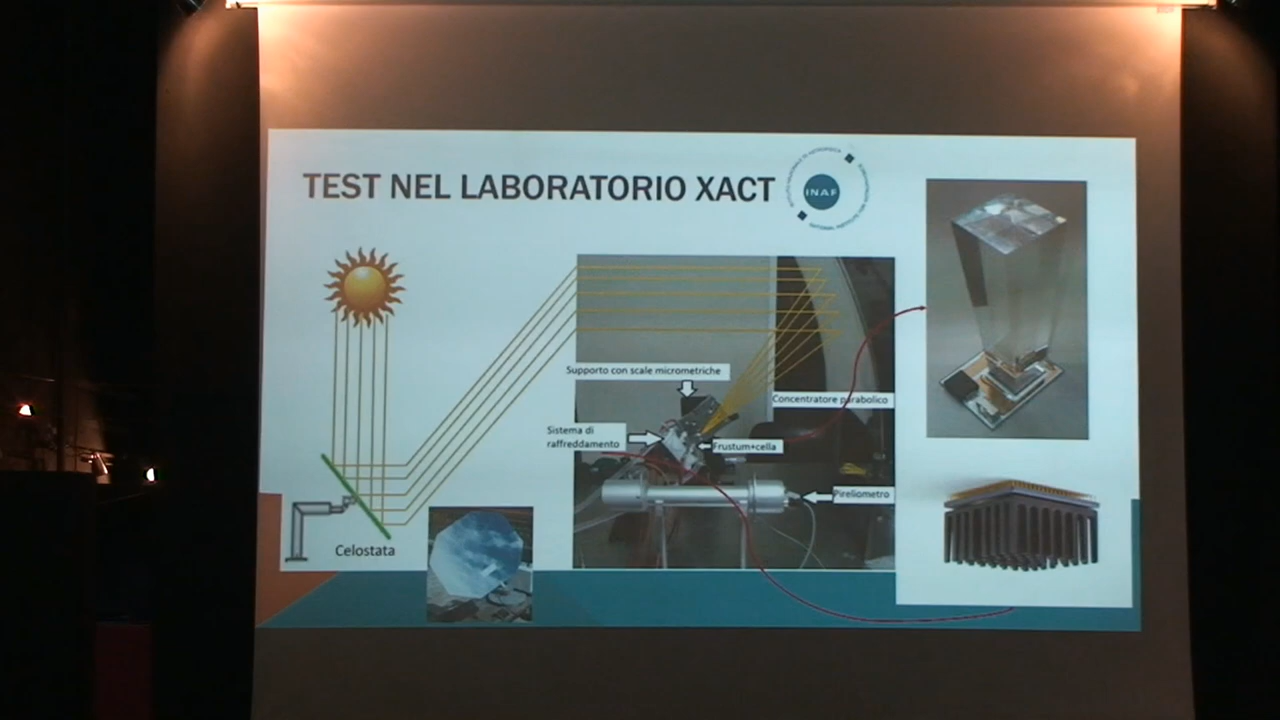 TEST NEL LABORATORIO XACT
INAF
Supporto con scale micrometriche
Concentratore parabolico
Sistema di
raffreddamento
Frustum+cella
Pireliometro
Celostata